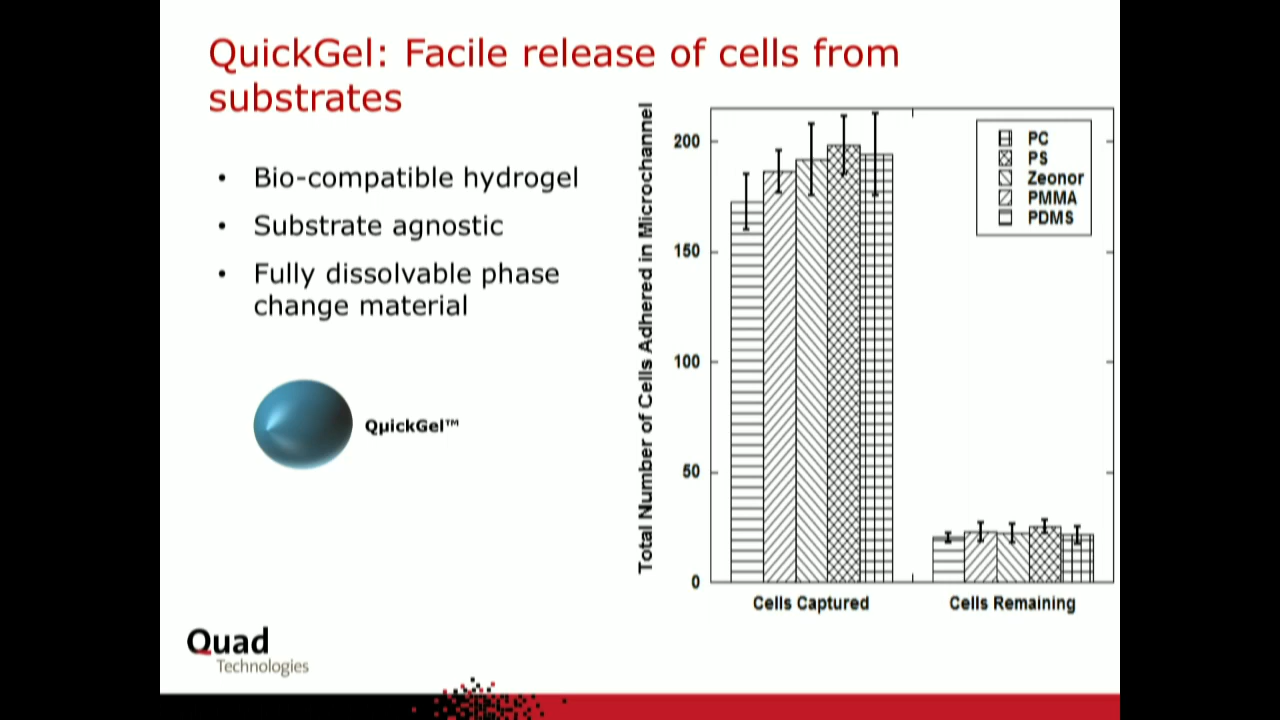 QuickGel: Facile release of cells from
substrates
• Bio-compatible hydrogel
• Substrate agnostic
• Fully dissolvable phase
change material
QµickGel™
Total Number of Cells Adhered in Microchannel
200
150
100
50
0
PC
PS
Zeonor
PMMA
PDMS
Cells Captured
Cells Remaining
Quad
Technologies